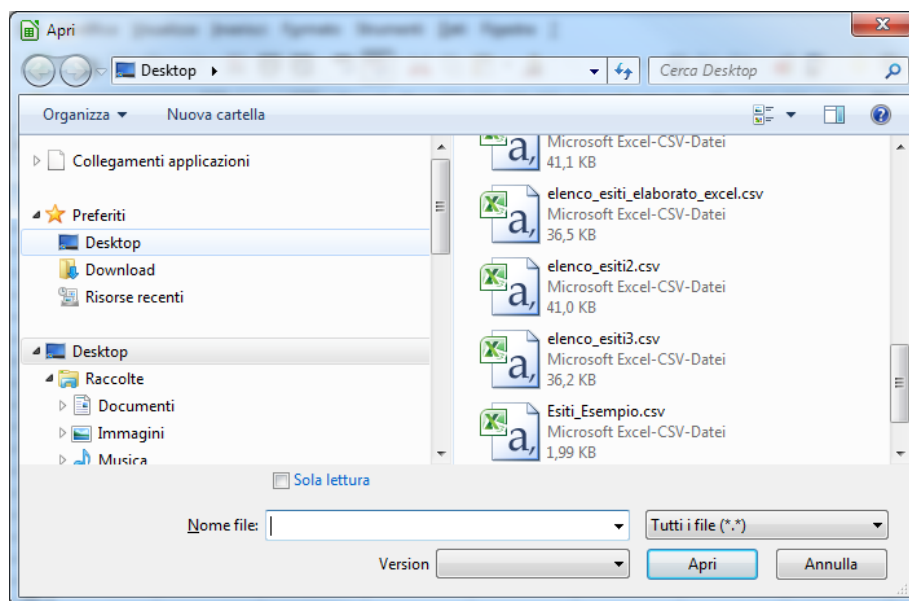 Apri
Desktop
Cerca Desktop
Organizza
Nuova cartella
Collegamenti applicazioni
Preferiti
Desktop
Download
Risorse recenti
Desktop
Raccolte
Documenti
Immagini
Musica
Microsoft Excel-CSV-Datei
41,1 KB
elenco_esiti_elaborato_excel.csv
Microsoft Excel-CSV-Datei
36,5 KB
elenco_esiti2.csv
Microsoft Excel-CSV-Datei
41,0 KB
elenco_esiti3.csv
Microsoft Excel-CSV-Datei
36,2 KB
Esiti_Esempio.csv
Microsoft Excel-CSV-Datei
1,99 KB
Sola lettura
Nome file:
Tutti i file (*.*)
Version
Apri
Annulla